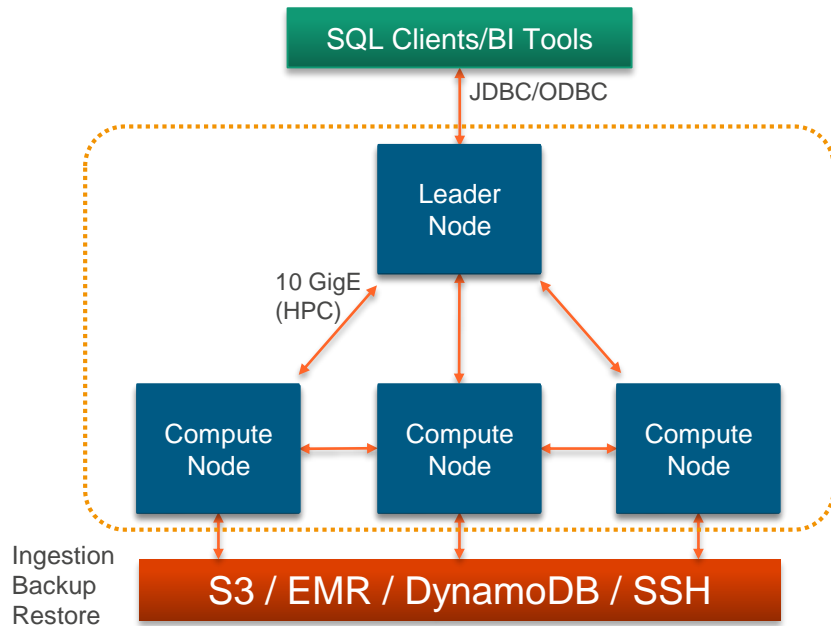 SQL Clients/BI Tools
JDBC/ODBC
Leader
Node
10 GigE
(HPC)
Compute
Node
Compute
Node
Compute
Node
Ingestion
Backup
Restore
S3 / EMR / DynamoDB / SSH